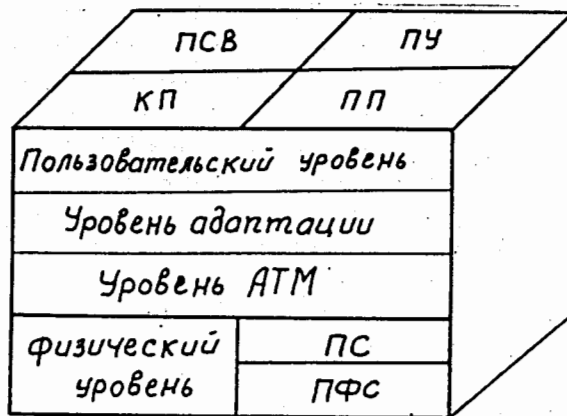 ПСВ ПУ
КП ПП
Пользовательский уровень
Уровень адаптации
Уровень АТМ
физический
уровень
ПС
ПФС